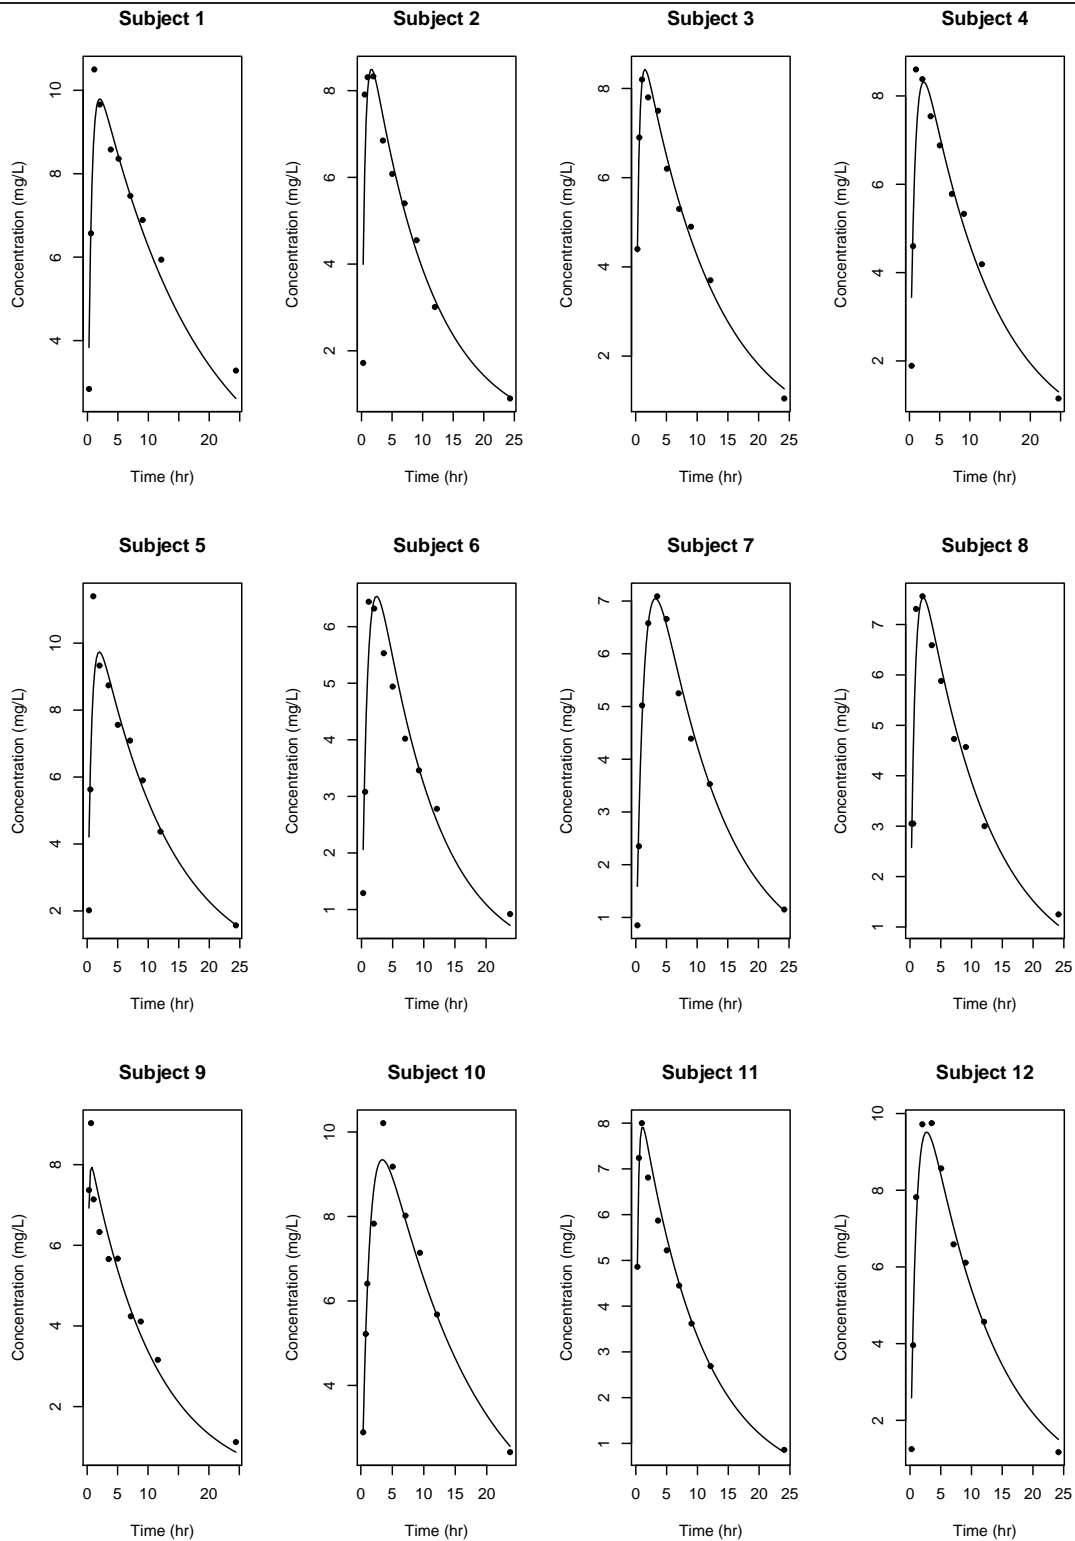 Subject 1
Concentration (mg/L)
4 6 8 10
0 5 10 20
Time (hr)
Subject 2
Concentration (mg/L)
2 4 6 8
0 5 10 15 20 25
Time (hr)
Subject 3
Concentration (mg/L)
2 4 6 8
0 5 10 15 20 25
Time (hr)
Subject 4
Concentration (mg/L)
2 4 6 8
0 5 10 20
Time (hr)
Subject 5
Concentration (mg/L)
2 4 6 8 10
0 5 10 15 20 25
Time (hr)
Subject 6
Concentration (mg/L)
1 2 3 4 5 6
0 5 10 20
Time (hr)
Subject 7
Concentration (mg/L)
1 2 3 4 5 6 7
0 5 10 15 20 25
Time (hr)
Subject 8
Concentration (mg/L)
1 2 3 4 5 6 7
0 5 10 15 20 25
Time (hr)
Subject 9
Concentration (mg/L)
2 4 6 8
0 5 10 20
Time (hr)
Subject 10
Concentration (mg/L)
4 6 8 10
0 5 10 20
Time (hr)
Subject 11
Concentration (mg/L)
1 2 3 4 5 6 7 8
0 5 10 15 20 25
Time (hr)
Subject 12
Concentration (mg/L)
2 4 6 8 10
0 5 10 15 20 25
Time (hr)